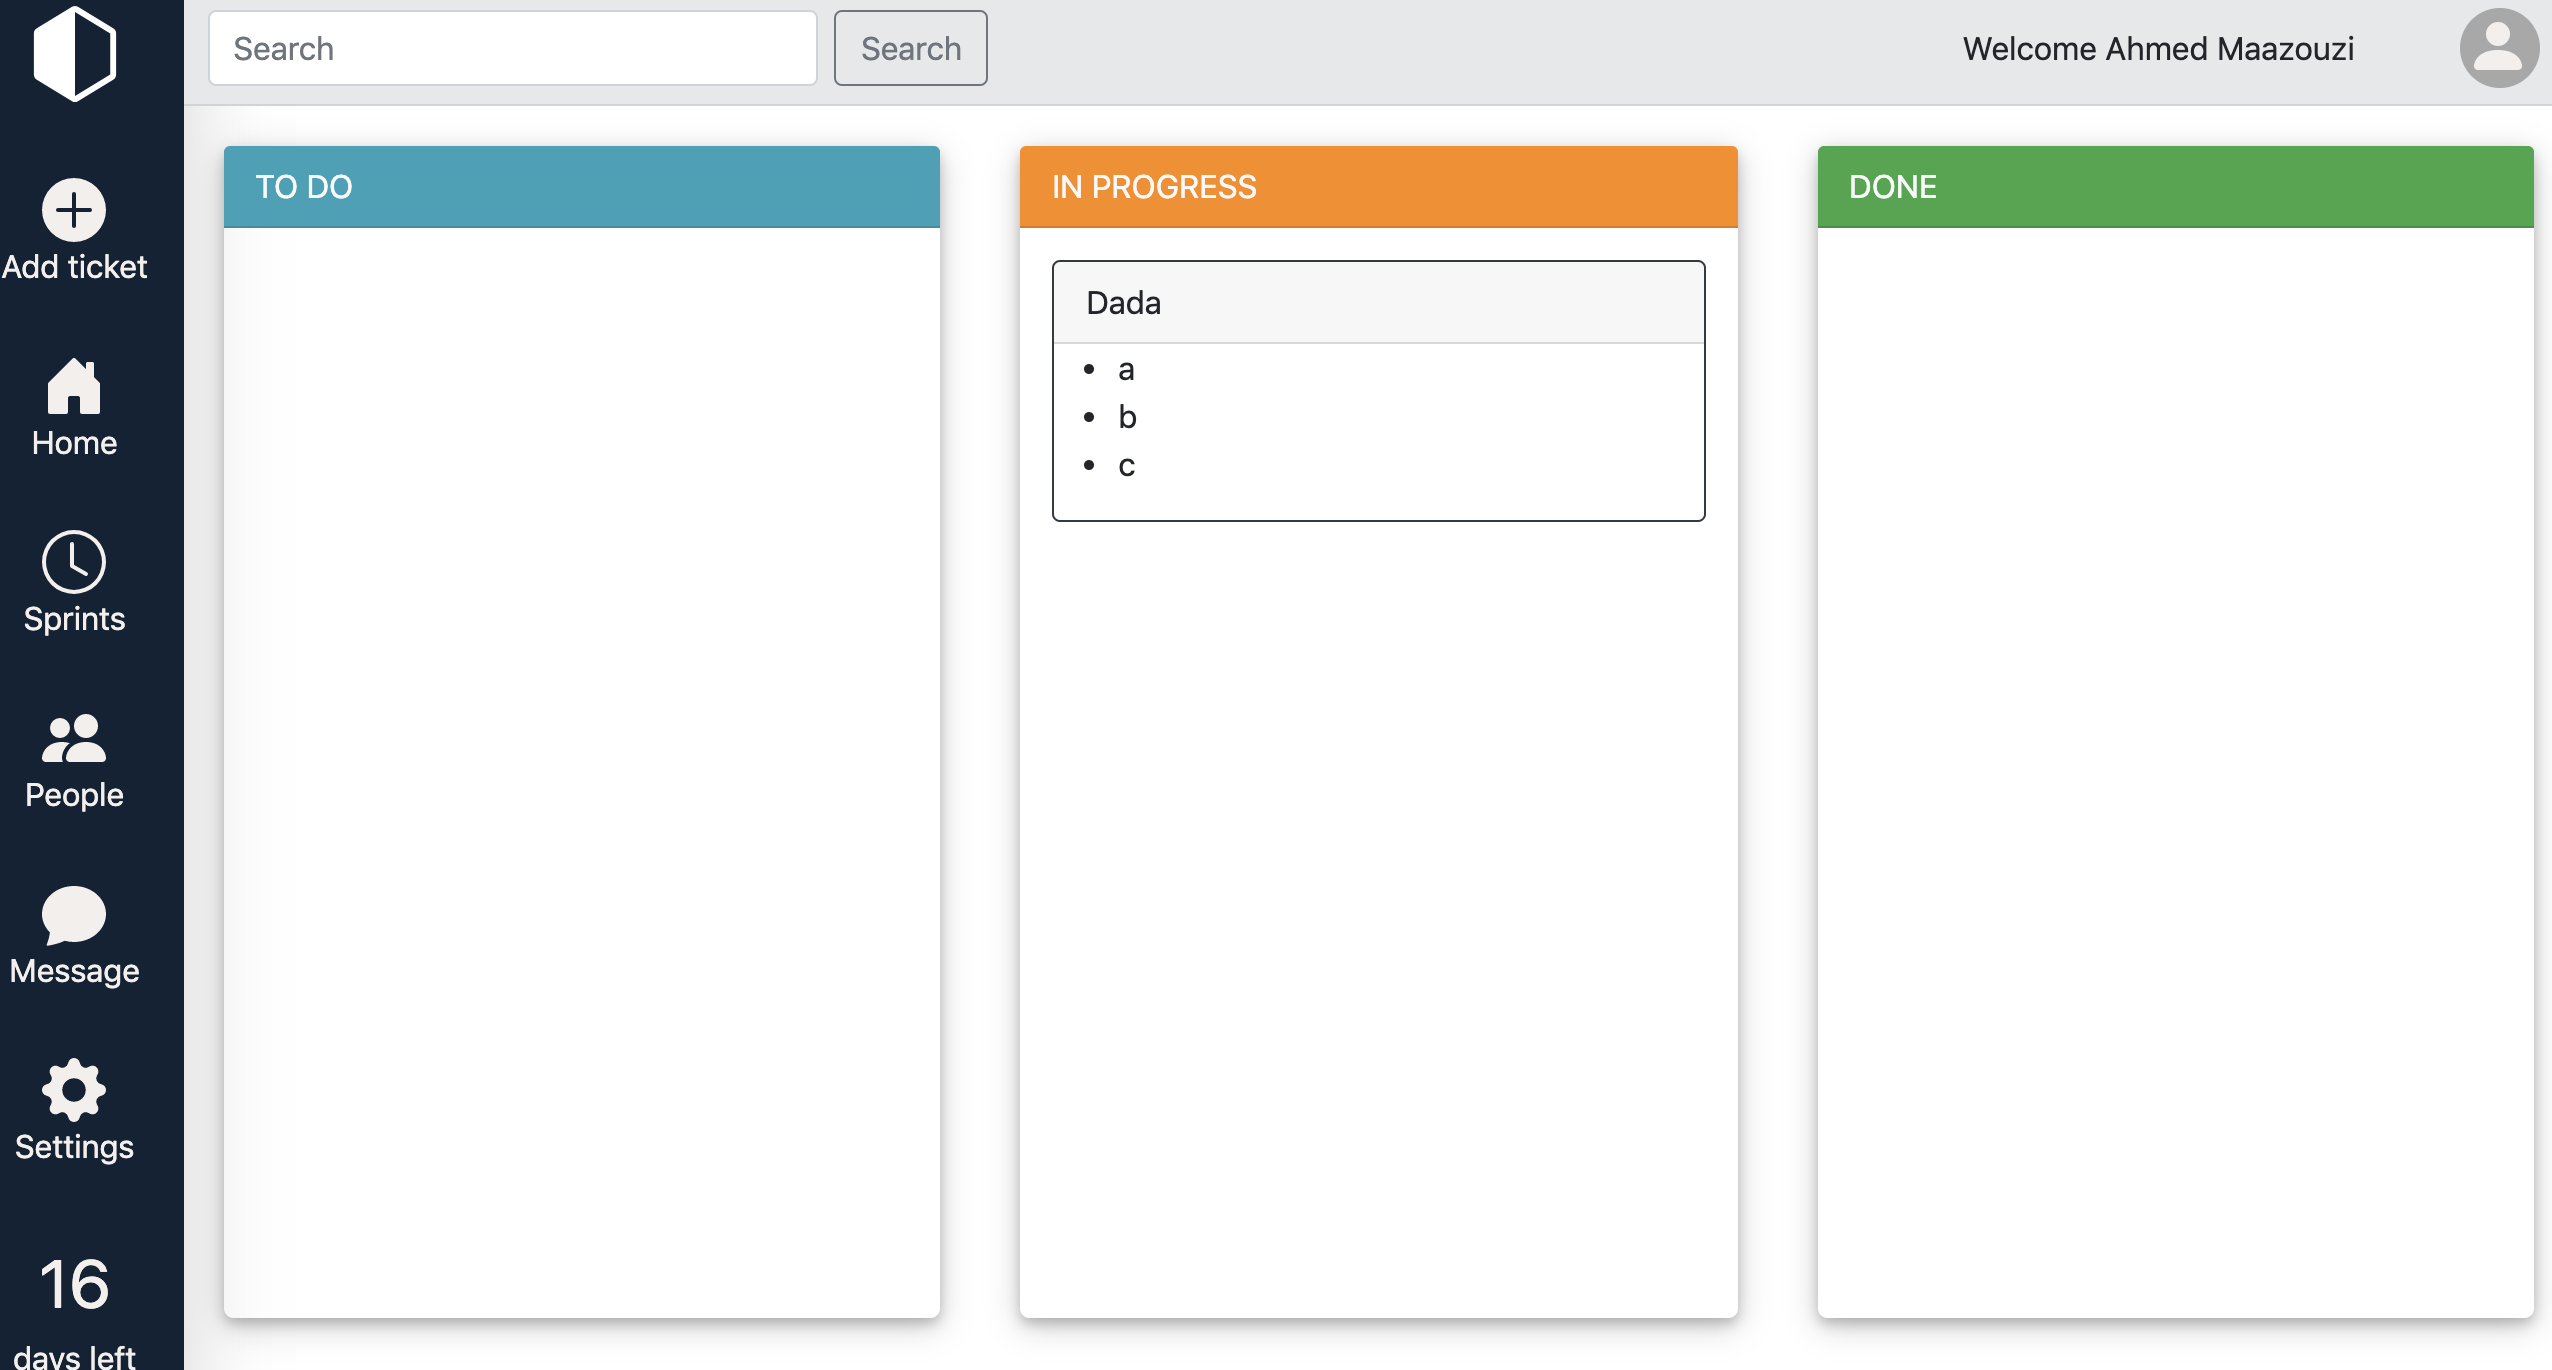 Search
Search
Welcome Ahmed Maazouzi
Add ticket
Home
Sprints
People
Message
Settings
16
days left
TO DO
IN PROGRESS
Dada
a
b
c
DONE